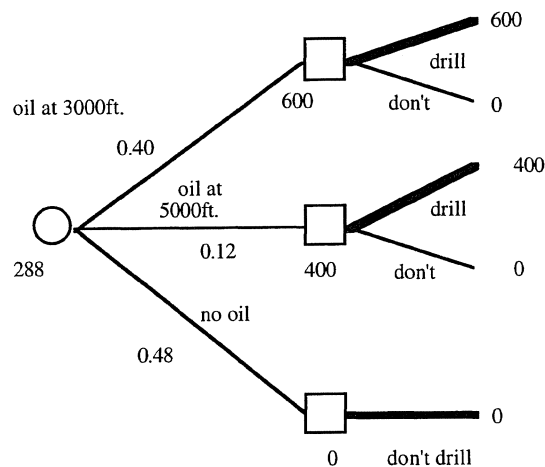 600
drill
oil at 3000ft.
600
don't
0
0.40
400
oil at
5000ft.
drill
0.12
288
400
don't
0
no oil
0.48
0
0
don't drill